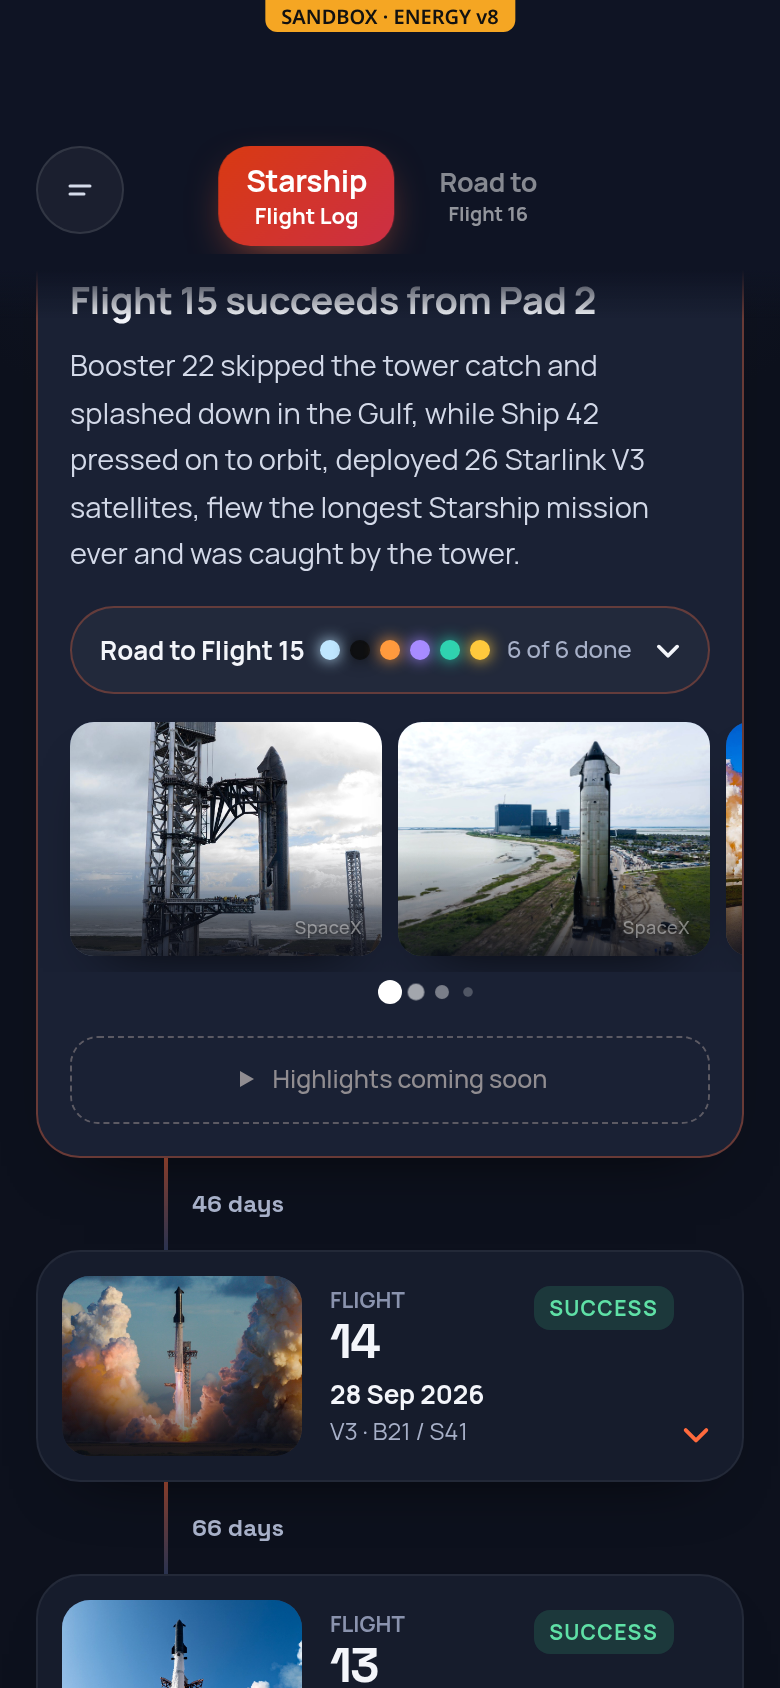 SANDBOX · ENERGY v8
Starship
Flight Log
Road to
Flight 16
Flight 15 succeeds from Pad 2
Booster 22 skipped the tower catch and
splashed down in the Gulf, while Ship 42
pressed on to orbit, deployed 26 Starlink V3
satellites, flew the longest Starship mission
ever and was caught by the tower.
Road to Flight 15 6 of 6 done
SpaceX
SpaceX
Highlights coming soon
46 days
FLIGHT
SUCCESS
14
28 Sep 2026
V3 · B21 / S41
66 days
FLIGHT
SUCCESS
13